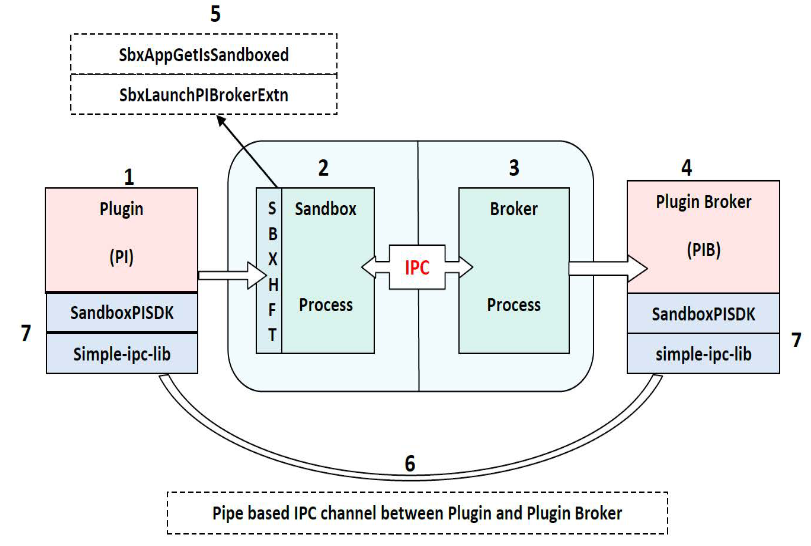 5
SbxAppGetIsSandboxed
SbxLaunchPIBrokerExtn
1
2
3
4
Plugin
(PI)
S
B
X
H
F
T
Sandbox
Process
IPC
Broker
Process
Plugin Broker
(PIB)
SandboxPISDK
Simple-ipc-lib
7
SandboxPISDK
simple-ipc-lib
7
6
Pipe based IPC channel between Plugin and Plugin Broker